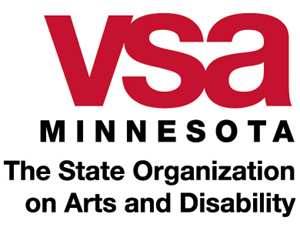 vsa
MINNESOTA
The State Organization
on Arts and Disability